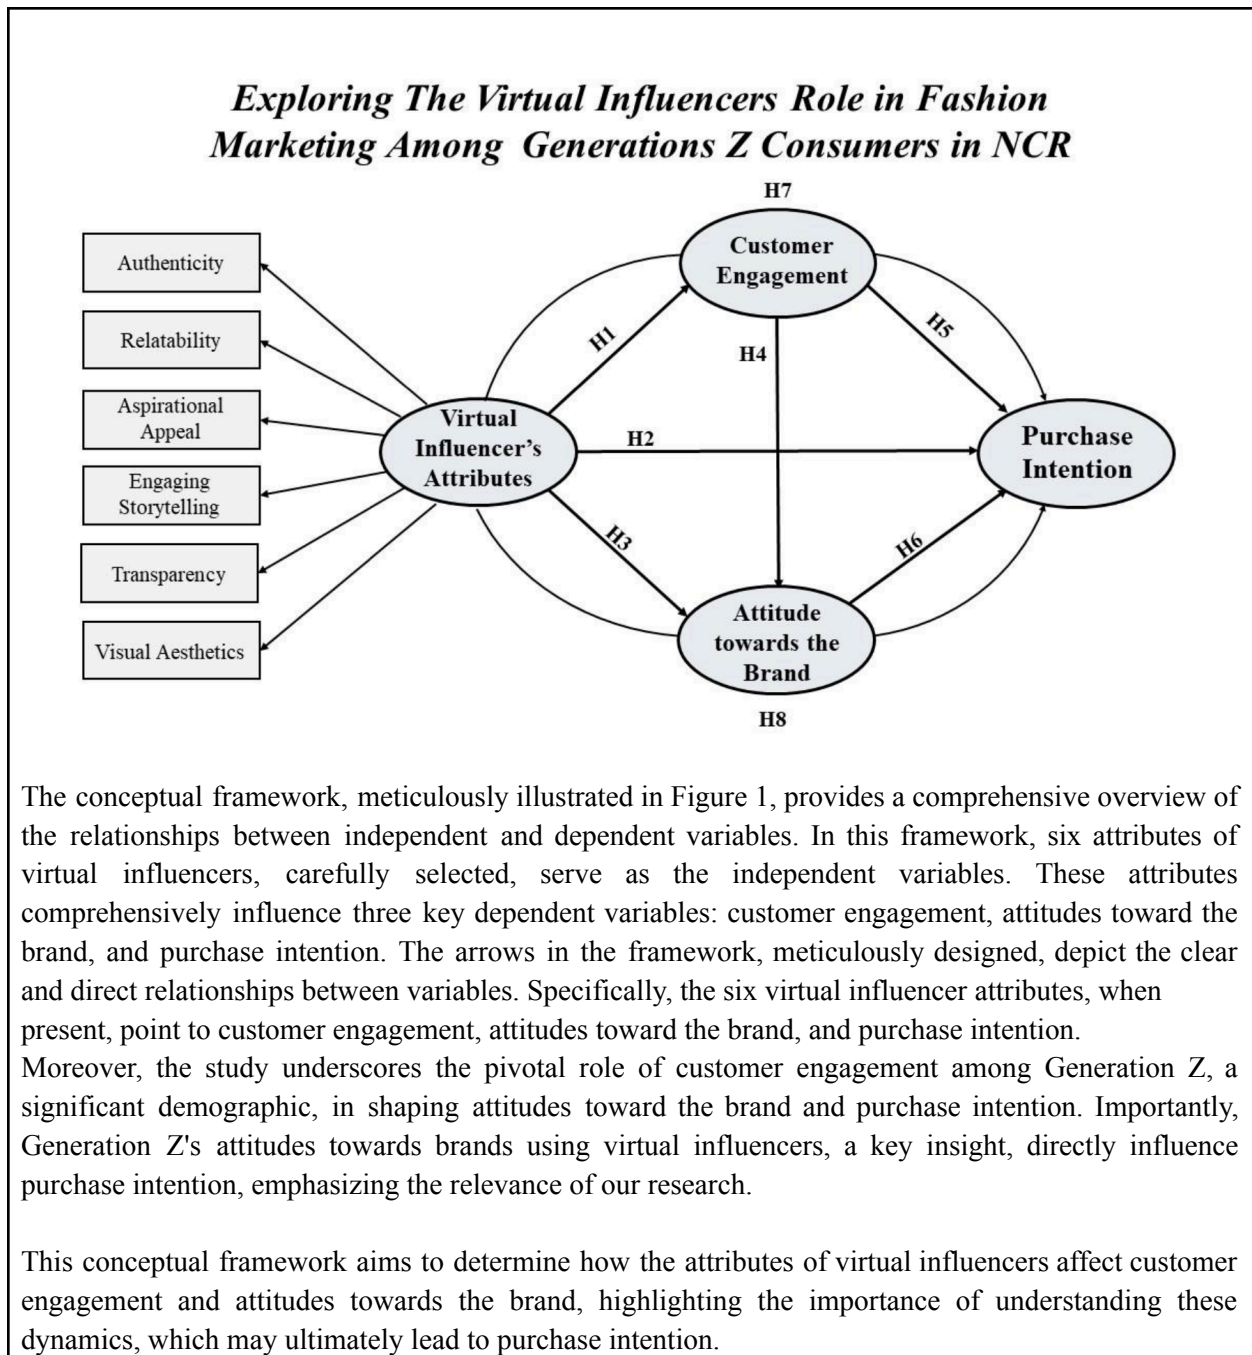 Exploring The Virtual Influencers Role in Fashion
Marketing Among Generations Z Consumers in NCR
H7
Customer
Engagement
Authenticity
Relatability
Aspirational
Appeal
Engaging
Storytelling
Transparency
Visual Aesthetics
Virtual
Influencer’s
Attributes
H1
H2
H3
H4
H5
H6
Purchase
Intention
Attitude
towards the
Brand
H8
The conceptual framework, meticulously illustrated in Figure 1, provides a comprehensive overview of
the relationships between independent and dependent variables. In this framework, six attributes of
virtual influencers, carefully selected, serve as the independent variables. These attributes
comprehensively influence three key dependent variables: customer engagement, attitudes toward the
brand, and purchase intention. The arrows in the framework, meticulously designed, depict the clear
and direct relationships between variables. Specifically, the six virtual influencer attributes, when
present, point to customer engagement, attitudes toward the brand, and purchase intention.
Moreover, the study underscores the pivotal role of customer engagement among Generation Z, a
significant demographic, in shaping attitudes toward the brand and purchase intention. Importantly,
Generation Z's attitudes towards brands using virtual influencers, a key insight, directly influence
purchase intention, emphasizing the relevance of our research.
This conceptual framework aims to determine how the attributes of virtual influencers affect customer
engagement and attitudes towards the brand, highlighting the importance of understanding these
dynamics, which may ultimately lead to purchase intention.